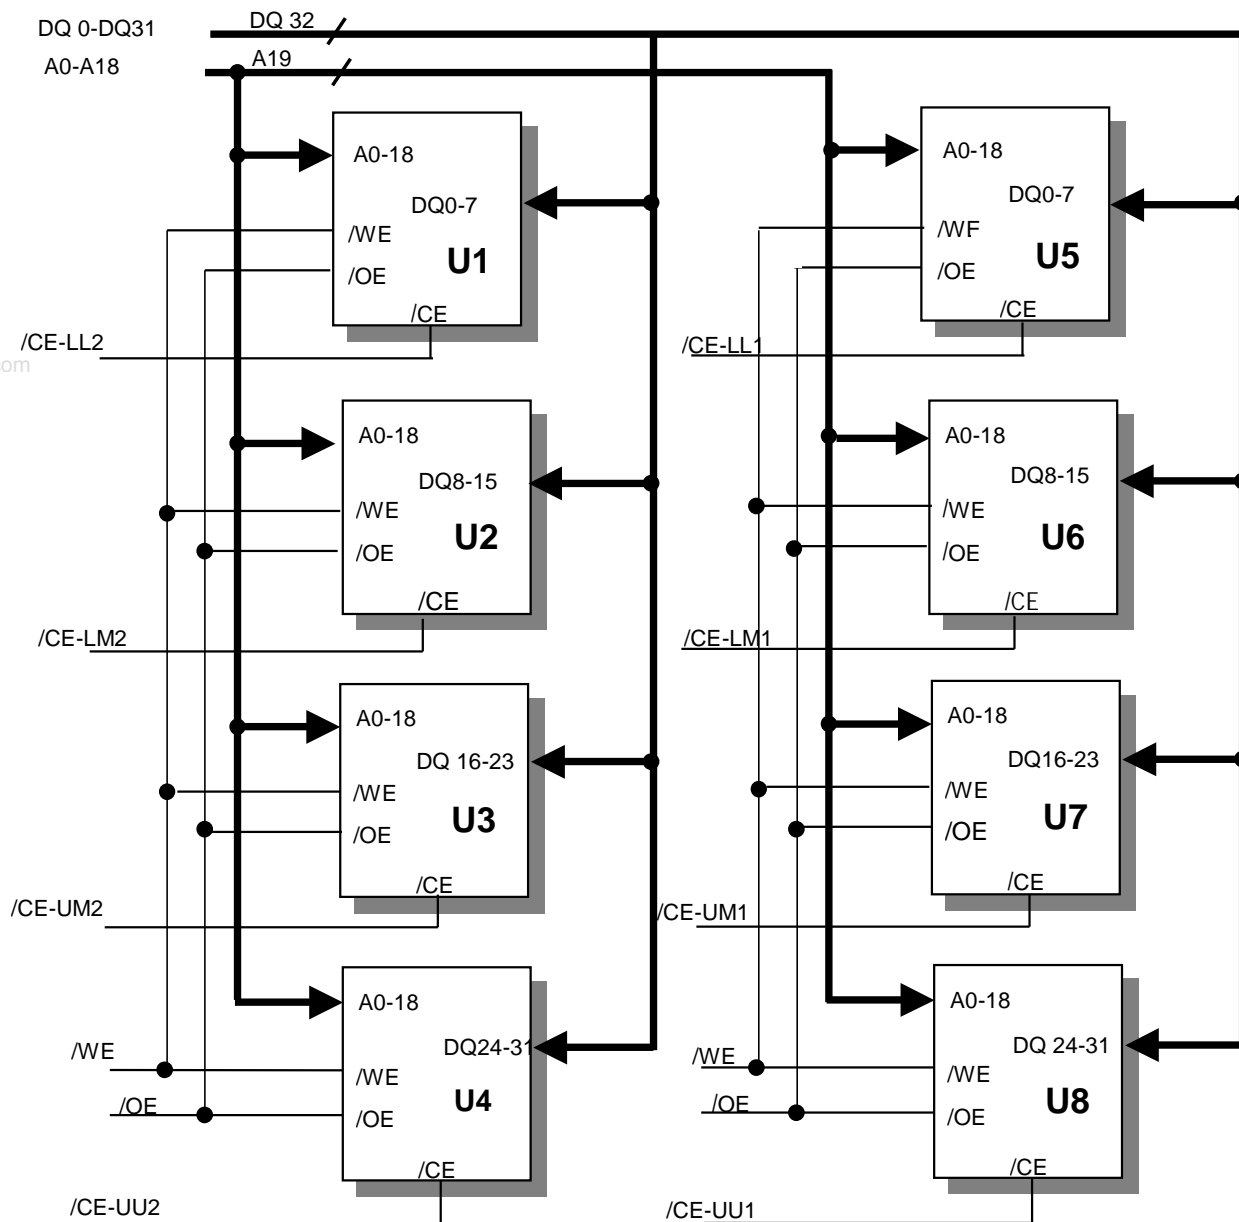 DQ 0-DQ31
DQ 32
A0-A18
A19
A0-18
DQ0-7
/WE
U1
/OE
/CE
/CE-LL2
om
A0-18
DQ8-15
/WE
U2
/OE
/CE
/CE-LM2
A0-18
DQ 16-23
/WE
U3
/OE
/CE
/CE-UM2
A0-18
DQ24-31
/WE
/WE
U4
/OE
/OE
/CE
/CE-UU2
A0-18
DQ0-7
/WF
U5
/OE
/CE
/CE-LL1
A0-18
DQ8-15
/WE
U6
/OE
/CE
/CE-LM1
A0-18
DQ16-23
/WE
U7
/OE
/CE
/CE-UM1
A0-18
DQ 24-31
/WE
/WE
U8
/OE
/OE
/CE
/CE-UU1